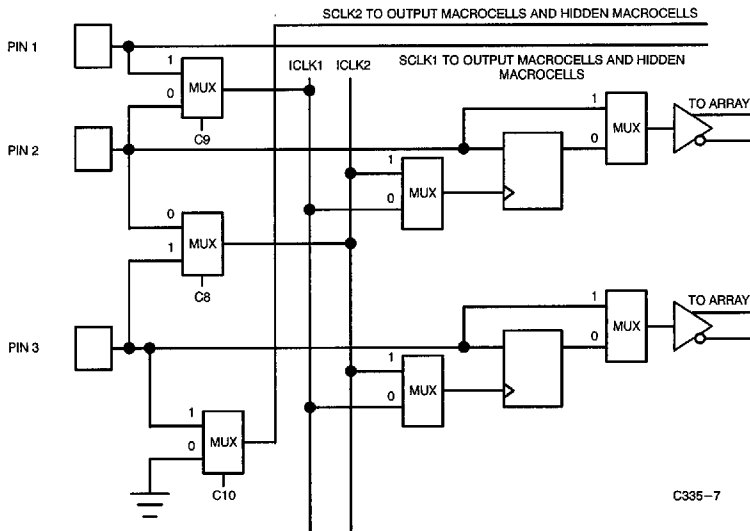 SCLK2 TO OUTPUT MACROCELLS AND HIDDEN MACROCELLS
PIN 1
ICLK1
ICLK2
SCLK1 TO OUTPUT MACROCELLS AND HIDDEN
MACROCELLS
1
0
MUX
C9
1
0
MUX
TO ARRAY
PIN 2
1
0
MUX
0
1
MUX
C8
1
0
MUX
TO ARRAY
PIN 3
1
0
MUX
1
0
MUX
C10
C335–7